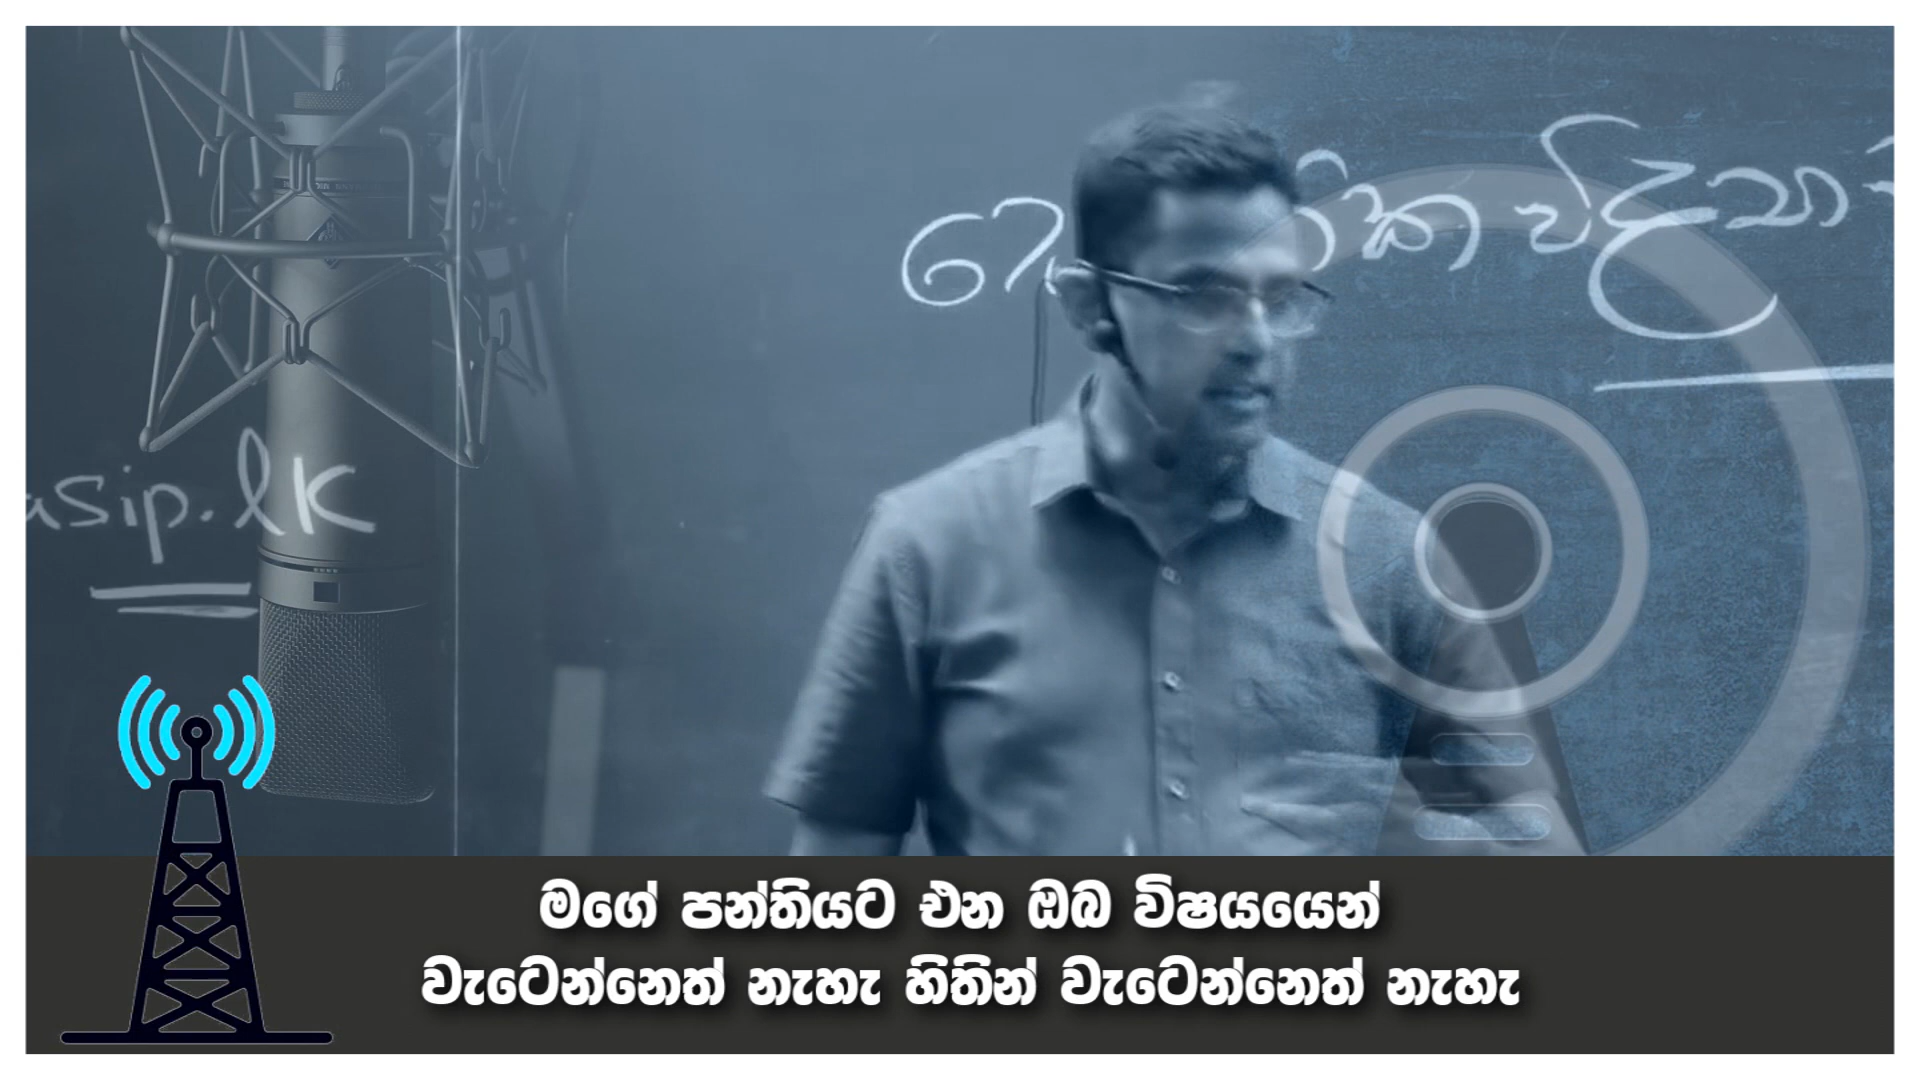 විද්‍යා
asip.lk
මගේ පන්තියට එන ඔබ විෂයයෙන්
වැටෙන්නෙත් නැහැ හිතින් වැටෙන්නෙත් නැහැ